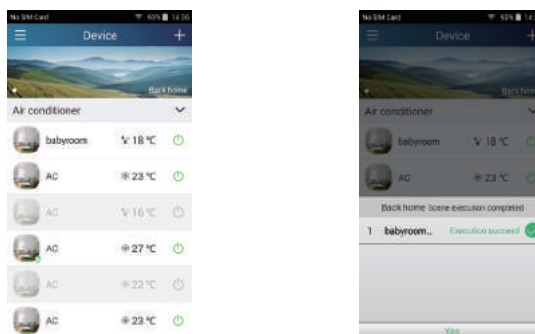 No SIM Card 93% 14:36
Device
Back home
Air conditioner
babyroom 18 ℃
AC 23 ℃
AC 16 ℃
AC 27 ℃
AC 22 ℃
AC 23 ℃
No SIM Card 93%
Device
Back home
Air conditioner
babyroom 18 ℃
AC 23 ℃
Back home Scene execution completed
1 babyroom... Execution succeed
Yes